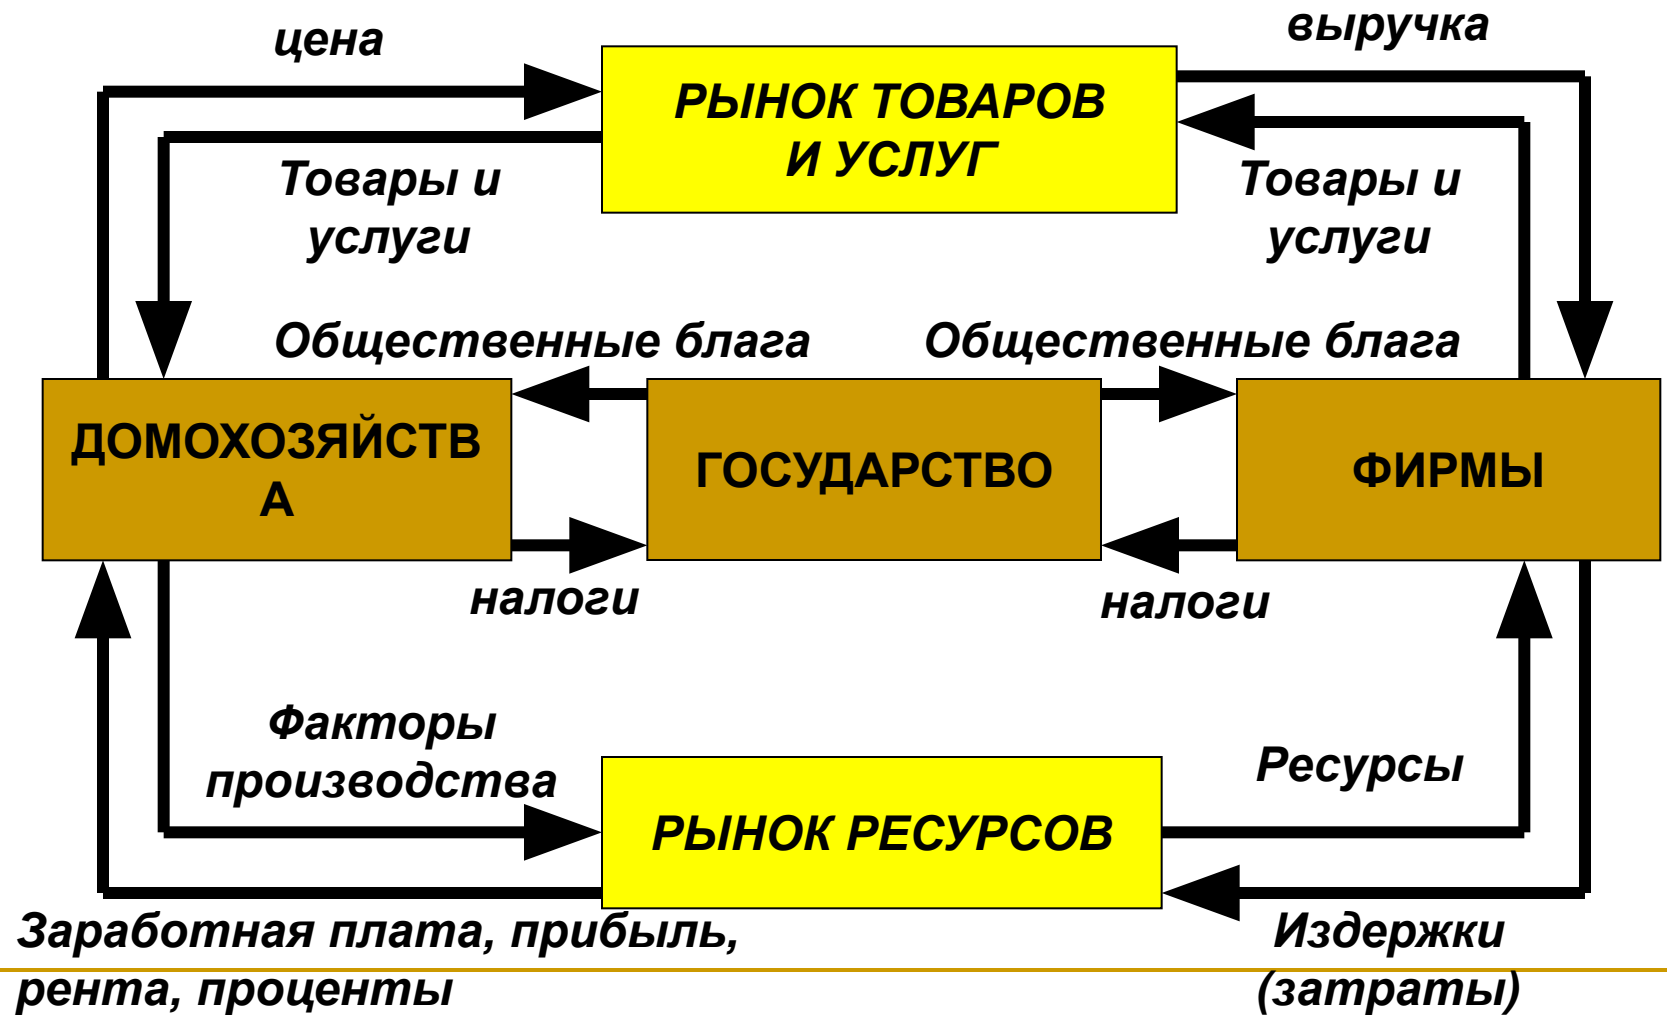 цена
выручка
РЫНОК ТОВАРОВ
И УСЛУГ
Товары и
услуги
Товары и
услуги
Общественные блага
Общественные блага
ДОМОХОЗЯЙСТВ
А
ГОСУДАРСТВО
ФИРМЫ
налоги
налоги
Факторы
производства
Ресурсы
РЫНОК РЕСУРСОВ
Заработная плата, прибыль,
рента, проценты
Издержки
(затраты)